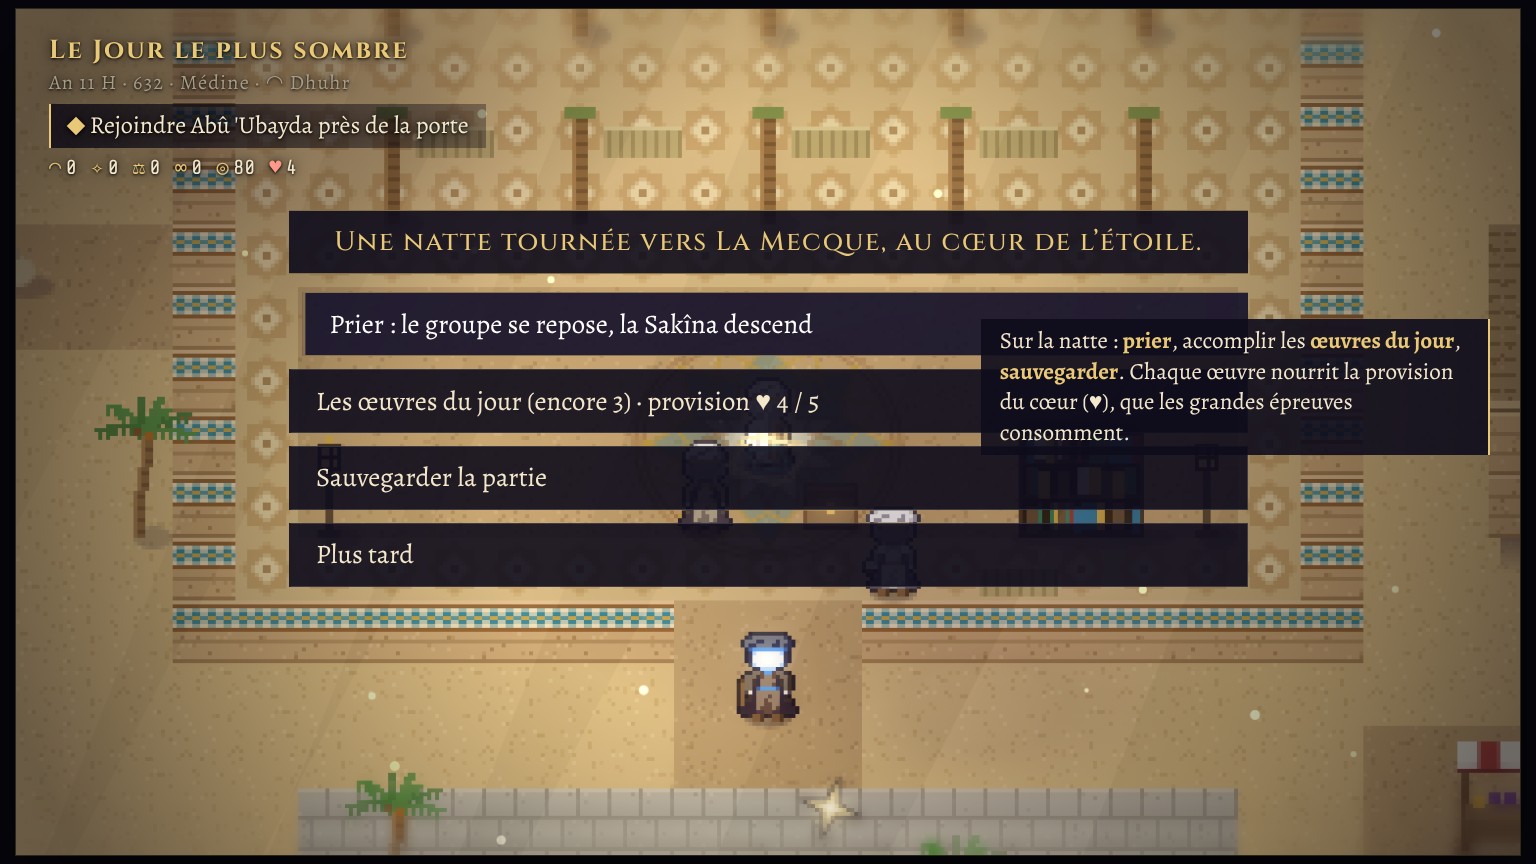 Le Jour le plus sombre
An 11 H · 632 · Médine · ◠ Dhuhr
◆ Rejoindre Abû 'Ubayda près de la porte
◠0 ✧0 ⚖0 ∞0 ◎80 ♥4
Une natte tournée vers La Mecque, au cœur de l’étoile.
Prier : le groupe se repose, la Sakîna descend
Sur la natte : prier, accomplir les œuvres du jour,
sauvegarder. Chaque œuvre nourrit la provision
du cœur (♥), que les grandes épreuves
consomment.
Les œuvres du jour (encore 3) · provision ♥ 4 / 5
Sauvegarder la partie
Plus tard